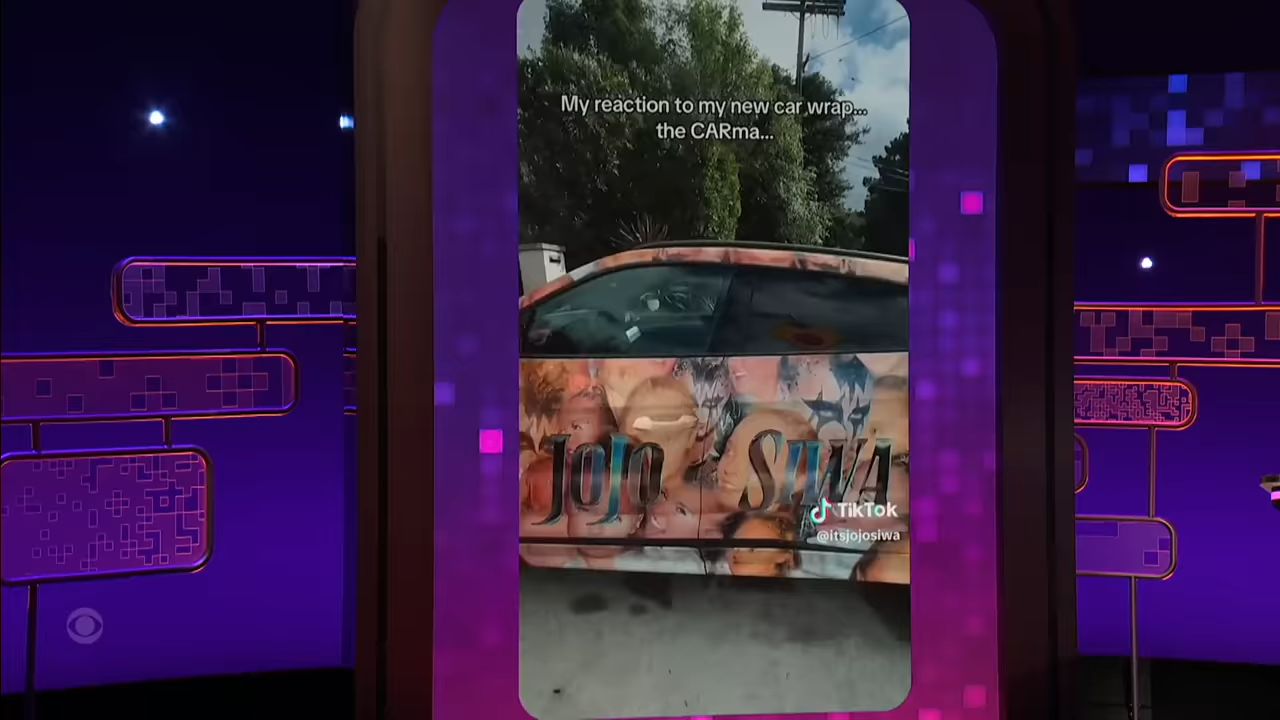 My reaction to my new car wrap...
the CARma...
JoJo Siwa
TikTok
@itsjojosiwa